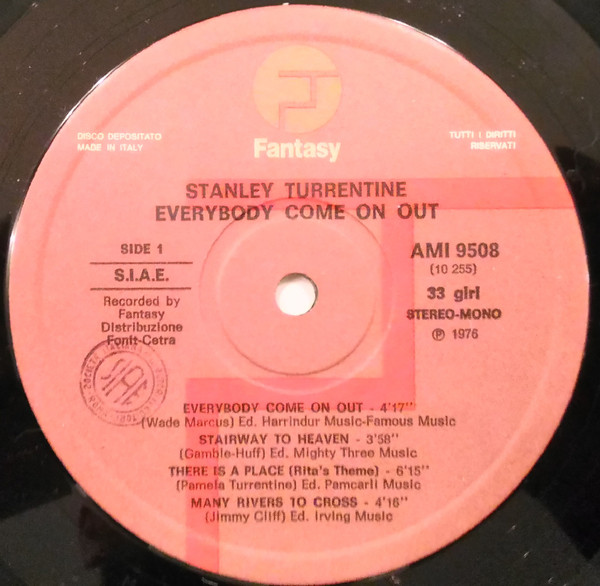 Fantasy
DISCO DEPOSITATO
MADE IN ITALY
TUTTI I DIRITTI
RISERVATI
STANLEY TURRENTINE
EVERYBODY COME ON OUT
SIDE 1
S.I.A.E.
Recorded by
Fantasy
Distribuzione
Fonit-Cetra
AMI 9508
(10 255)
33 giri
STEREO-MONO
Ⓟ 1976
SIAE
EVERYBODY COME ON OUT - 4'17"
(Wade Marcus) Ed. Harrindur Music-Famous Music
STAIRWAY TO HEAVEN - 3'58"
(Gamble-Huff) Ed. Mighty Three Music
THERE IS A PLACE (Rita's Theme) - 6'15"
(Pamela Turrentine) Ed. Pamcarli Music
MANY RIVERS TO CROSS - 4'16"
(Jimmy Cliff) Ed. Irving Music